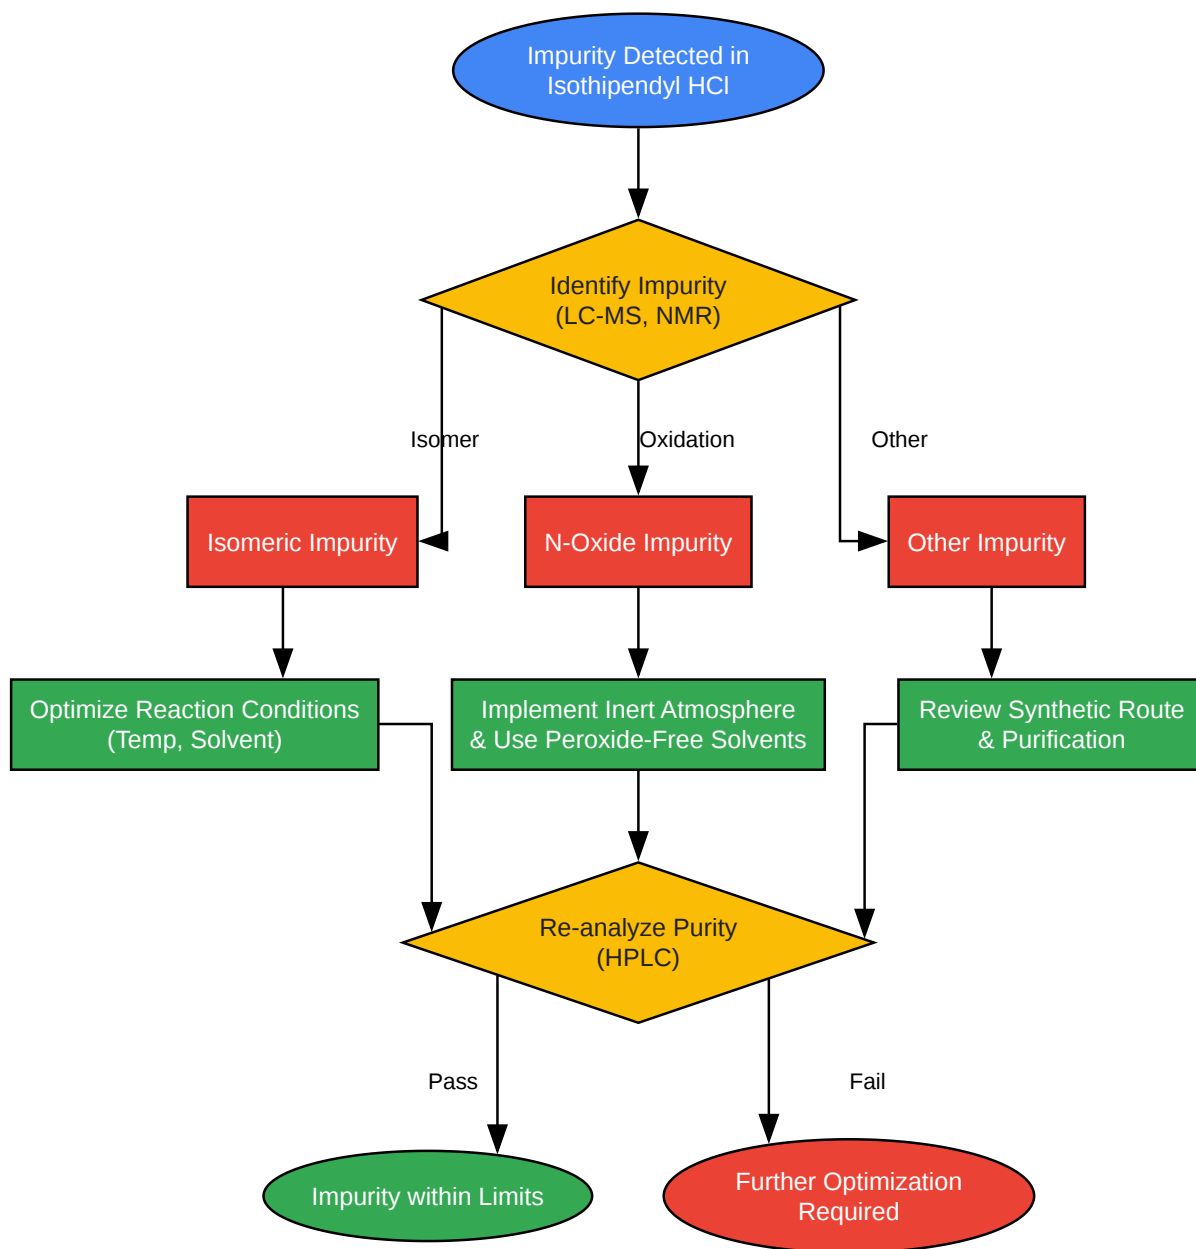 Impurity Detected in
Isothipendyl HCl
Identify Impurity
(LC-MS, NMR)
Isomer
Oxidation
Other
Isomeric Impurity
N-Oxide Impurity
Other Impurity
Optimize Reaction Conditions
(Temp, Solvent)
Implement Inert Atmosphere
& Use Peroxide-Free Solvents
Review Synthetic Route
& Purification
Re-analyze Purity
(HPLC)
Pass
Fail
Impurity within Limits
Further Optimization
Required